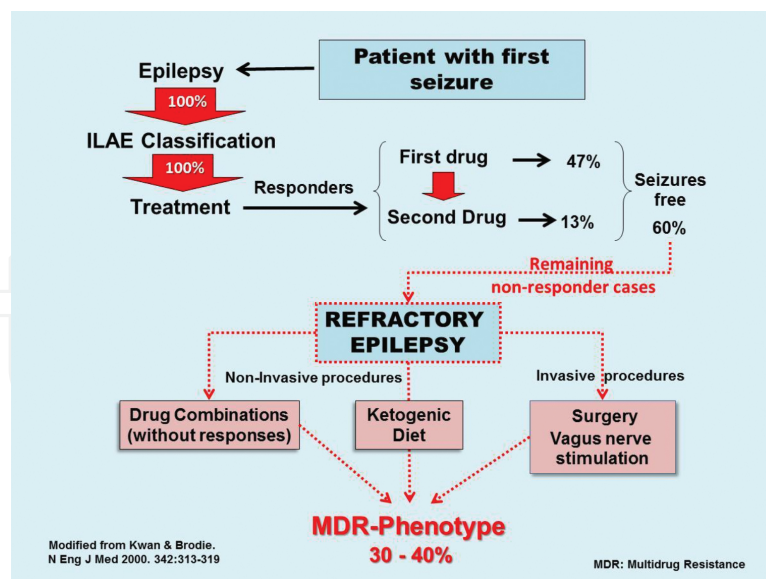 Patient with first
seizure
Epilepsy
100%
ILAE Classification
100%
Treatment
Responders
First drug
47%
Second Drug
13%
Seizures
free
60%
Remaining
non-responder cases
REFRACTORY
EPILEPSY
Non-Invasive procedures
Invasive procedures
Drug Combinations
(without responses)
Ketogenic
Diet
Surgery
Vagus nerve
stimulation
MDR-Phenotype
30 - 40%
Modified from Kwan & Brodie.
N Eng J Med 2000. 342:313-319
MDR: Multidrug Resistance